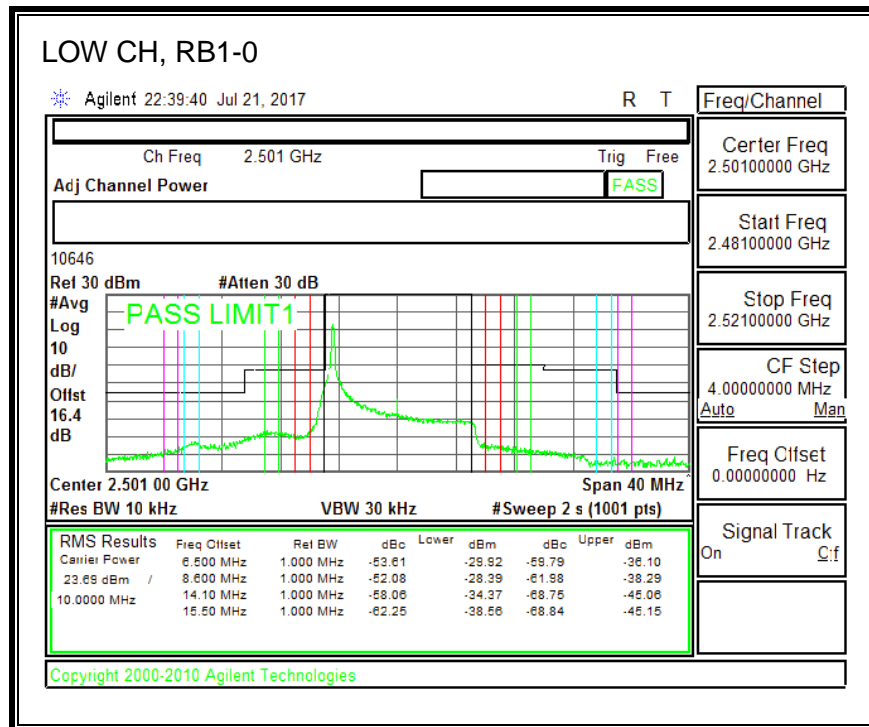 LOW CH, RB1-0
Agilent 22:39:40 Jul 21, 2017 R T
Freq/Channel
Ch Freq 2.501 GHz Trig Free
Adj Channel Power PASS
Center Freq
2.50100000 GHz
Start Freq
2.48100000 GHz
Stop Freq
2.52100000 GHz
CF Step
4.00000000 MHz
Auto Man
Freq Offset
0.00000000 Hz
Signal Track
On Off
10646
Ref 30 dBm #Atten 30 dB
#Avg
Log
10
dB/
Offst
16.4
dB
PASS LIMIT1
Center 2.501 00 GHz Span 40 MHz
#Res BW 10 kHz VBW 30 kHz #Sweep 2 s (1001 pts)
RMS Results Freq Offset Ref BW dBc Lower dBm dBc Upper dBm
Carrier Power 6.500 MHz 1.000 MHz -53.61 -29.92 -59.79 -36.10
23.69 dBm / 8.600 MHz 1.000 MHz -52.08 -28.39 -61.98 -38.29
10.0000 MHz 14.10 MHz 1.000 MHz -58.06 -34.37 -68.75 -45.06
15.50 MHz 1.000 MHz -62.25 -38.56 -68.84 -45.15
Copyright 2000-2010 Agilent Technologies